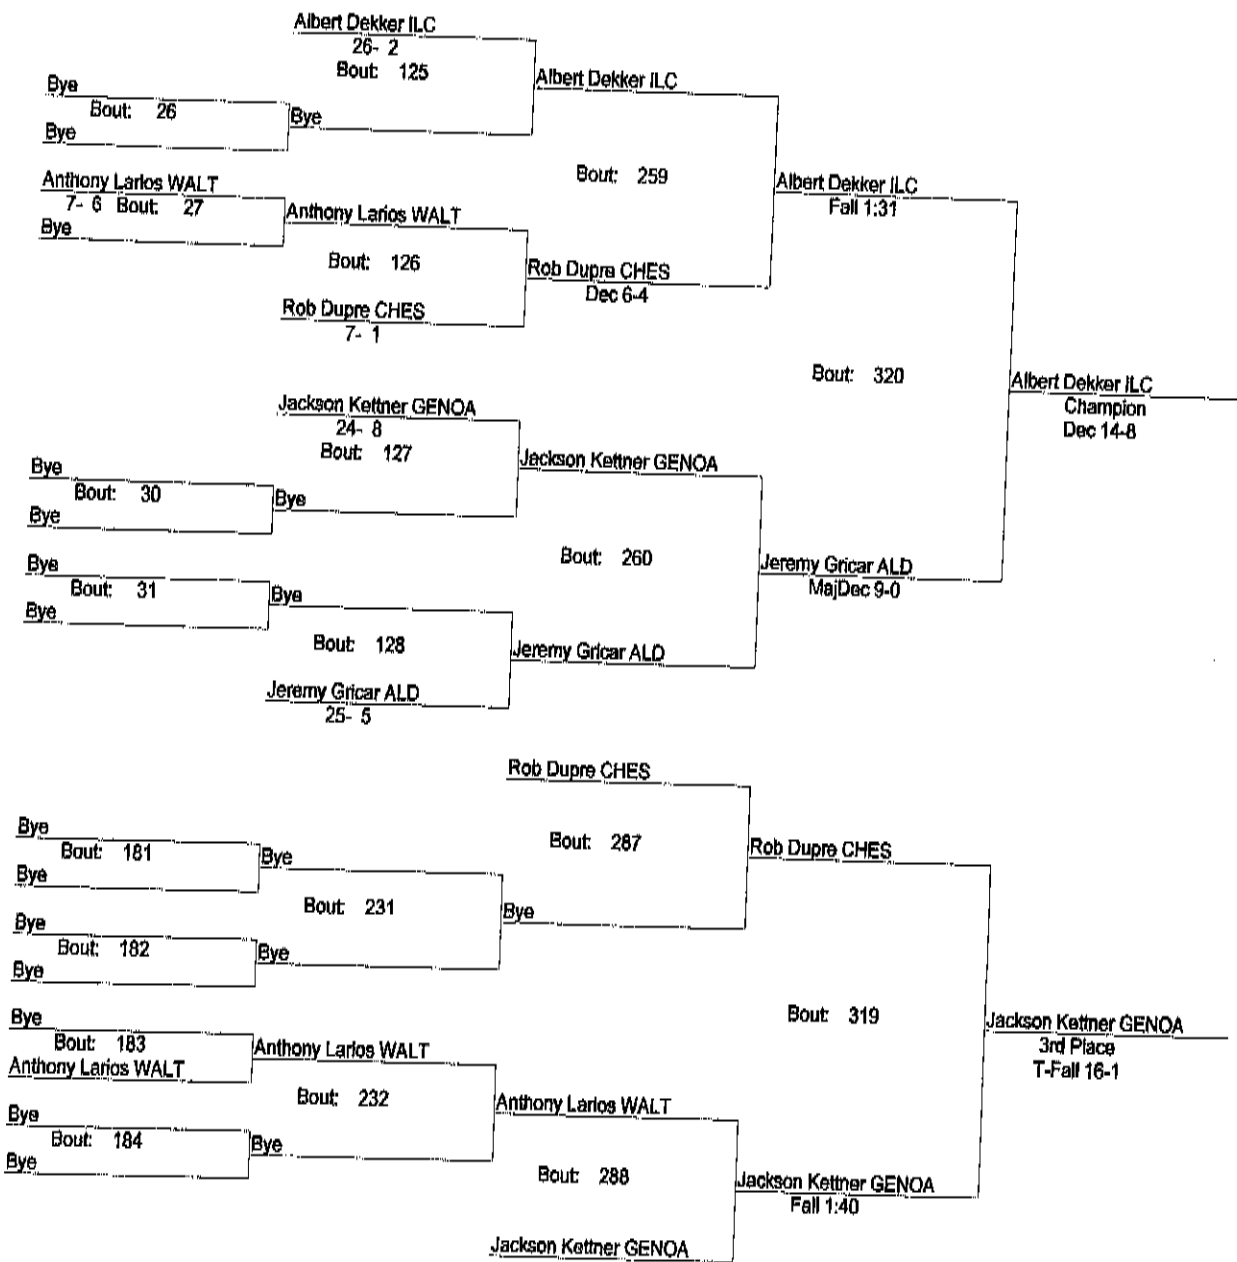 Albert Dekker ILC
26- 2
Bout: 125
Albert Dekker ILC
Bye
Bout: 26
Bye
Bye
Bout: 259
Albert Dekker ILC
Fall 1:31
Anthony Larios WALT
7- 6 Bout: 27
Anthony Larios WALT
Bye
Bout: 126
Rob Dupre CHES
Dec 6-4
Rob Dupre CHES
7- 1
Bout: 320
Albert Dekker ILC
Champion
Dec 14-8
Jackson Kettner GENOA
24- 8
Bout: 127
Jackson Kettner GENOA
Bye
Bout: 30
Bye
Bye
Bout: 260
Jeremy Gricar ALD
MajDec 9-0
Bye
Bout: 31
Bye
Bye
Bout: 128
Jeremy Gricar ALD
Jeremy Gricar ALD
25- 5
Rob Dupre CHES
Bout: 287
Rob Dupre CHES
Bye
Bout: 181
Bye
Bye
Bout: 231
Bye
Bye
Bout: 182
Bye
Bye
Bout: 319
Jackson Kettner GENOA
3rd Place
T-Fall 16-1
Bye
Bout: 183
Anthony Larios WALT
Anthony Larios WALT
Bout: 232
Anthony Larios WALT
Bye
Bout: 184
Bye
Bye
Bout: 288
Jackson Kettner GENOA
Fall 1:40
Jackson Kettner GENOA